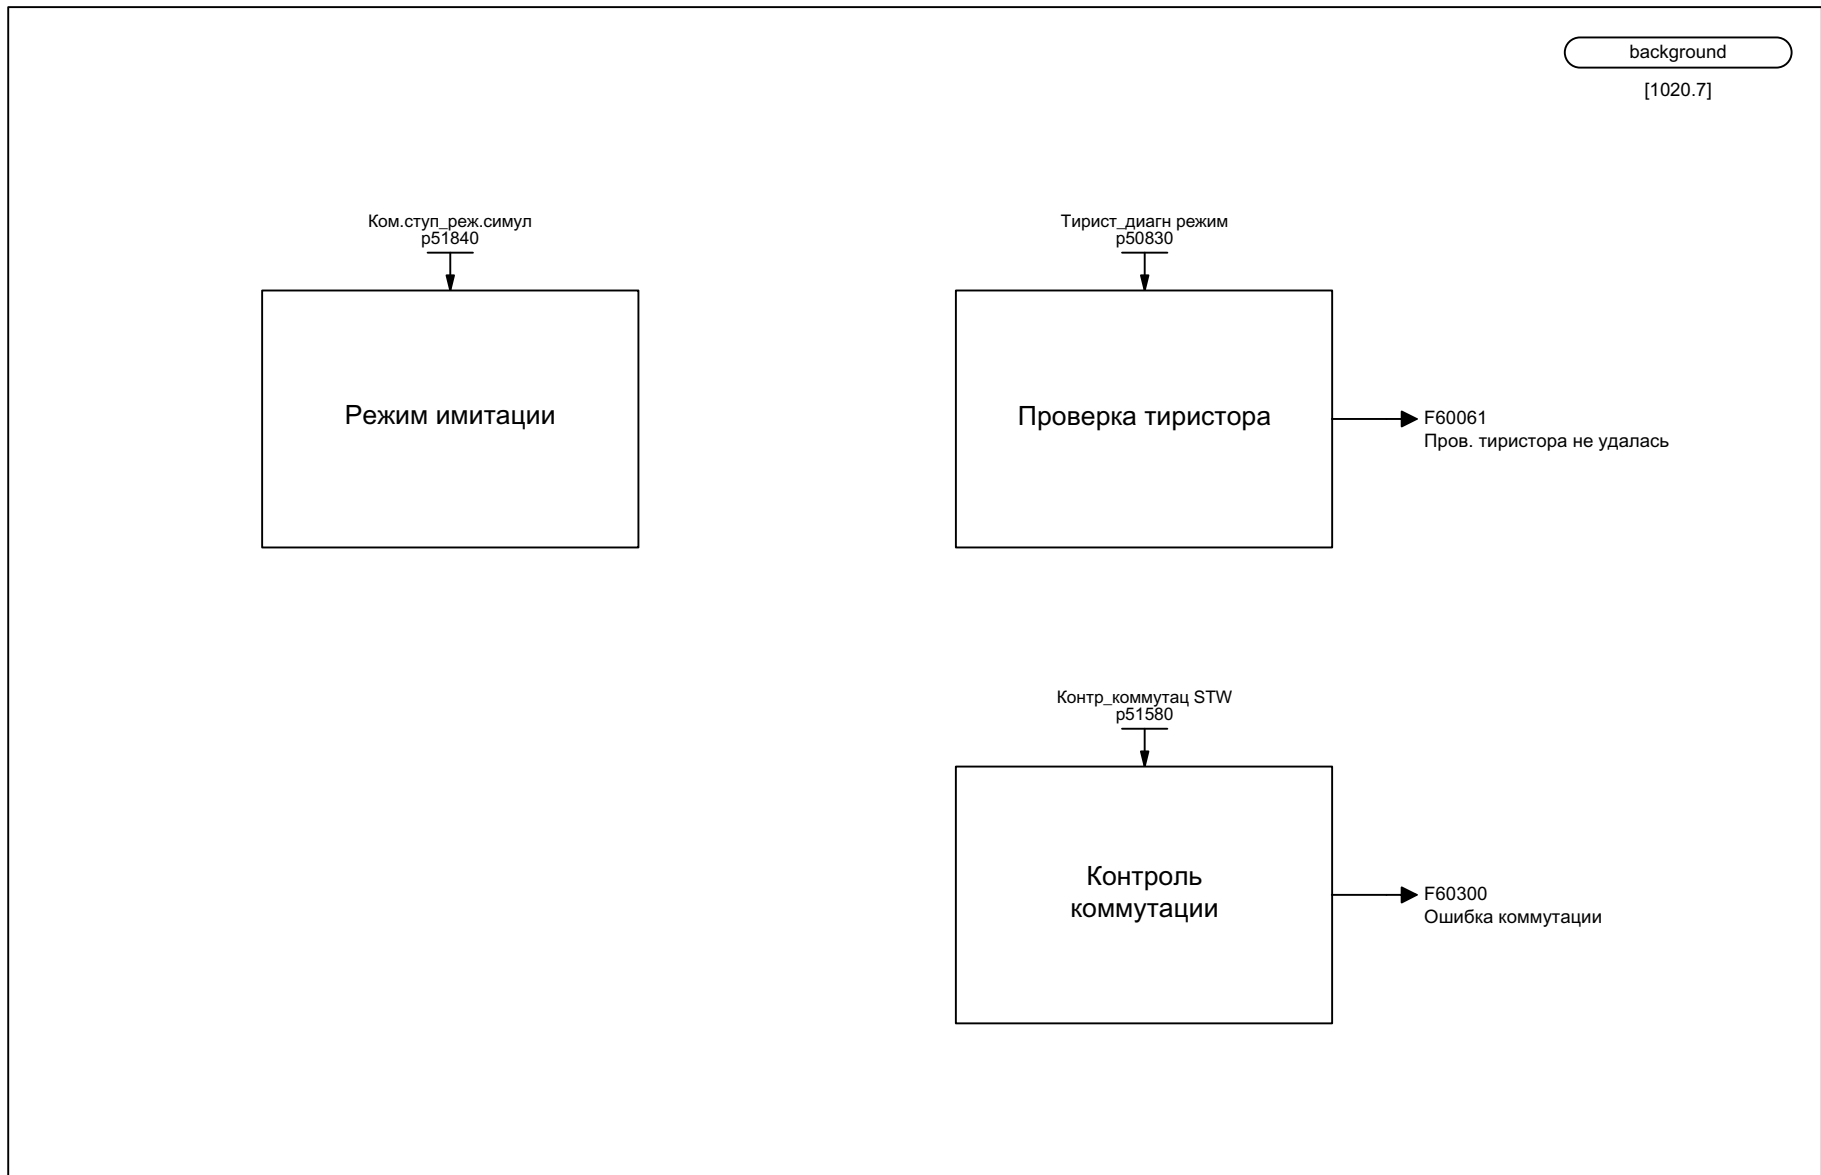 background
[1020.7]
Ком.ступ_реж.симул
p51840
Режим имитации
Тирист_диагн режим
p50830
Проверка тиристора
F60061
Пров. тиристора не удалась
Контр_коммутац STW
p51580
Контроль
коммутации
F60300
Ошибка коммутации